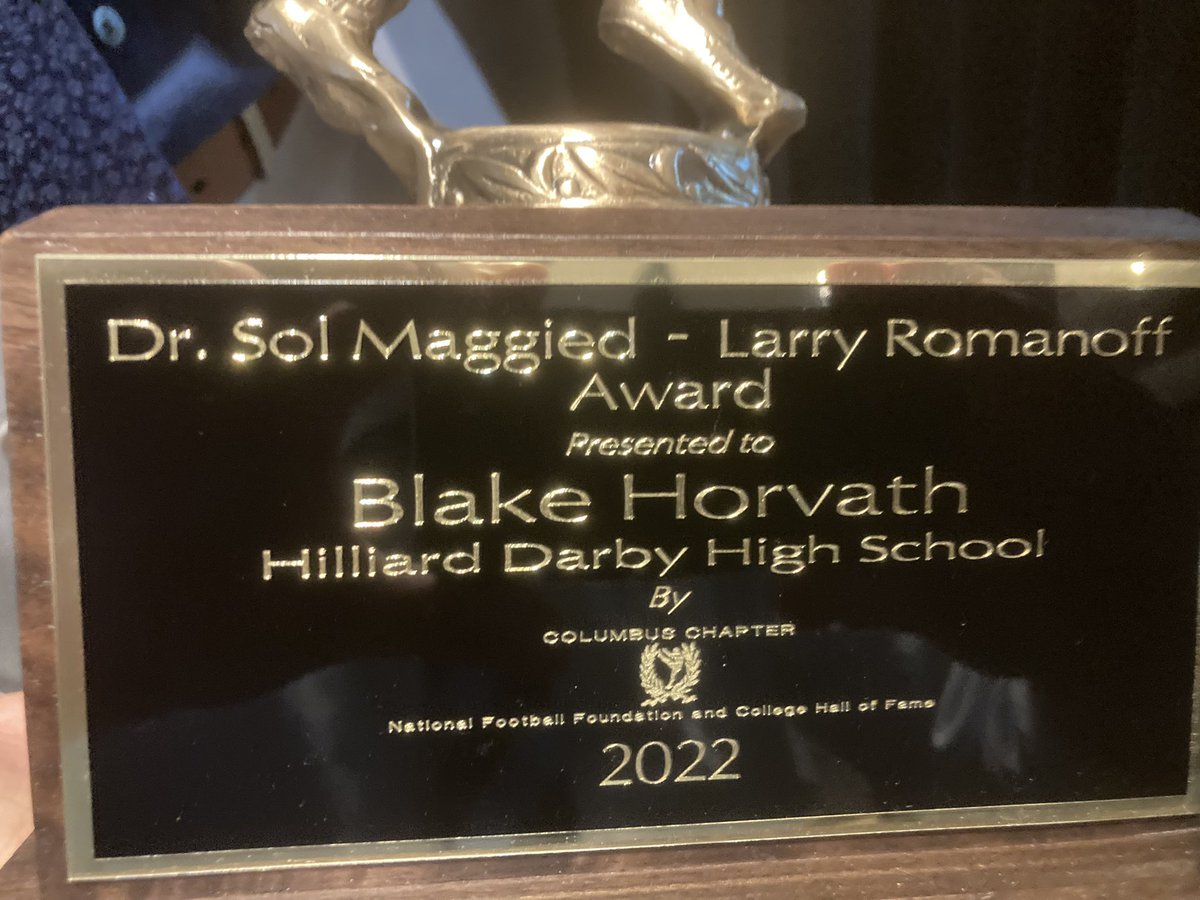 Dr. Sol Maggied - Larry Romanoff
Award
Presented to
Blake Horvath
Hilliard Darby High School
By
COLUMBUS CHAPTER
National Football Foundation and College Hall of Fame
2022